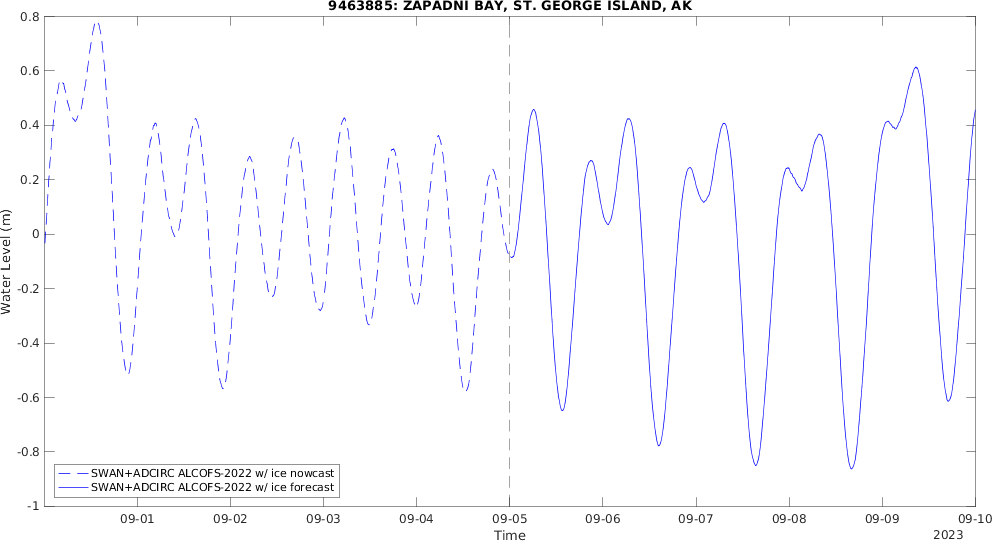 9463885: ZAPADNI BAY, ST. GEORGE ISLAND, AK
0.8
0.6
0.4
0.2
0
-0.2
-0.4
-0.6
-0.8
-1
Water Level (m)
SWAN+ADCIRC ALCOFS-2022 w/ ice nowcast
SWAN+ADCIRC ALCOFS-2022 w/ ice forecast
09-01 09-02 09-03 09-04 09-05 09-06 09-07 09-08 09-09 09-10
Time
2023